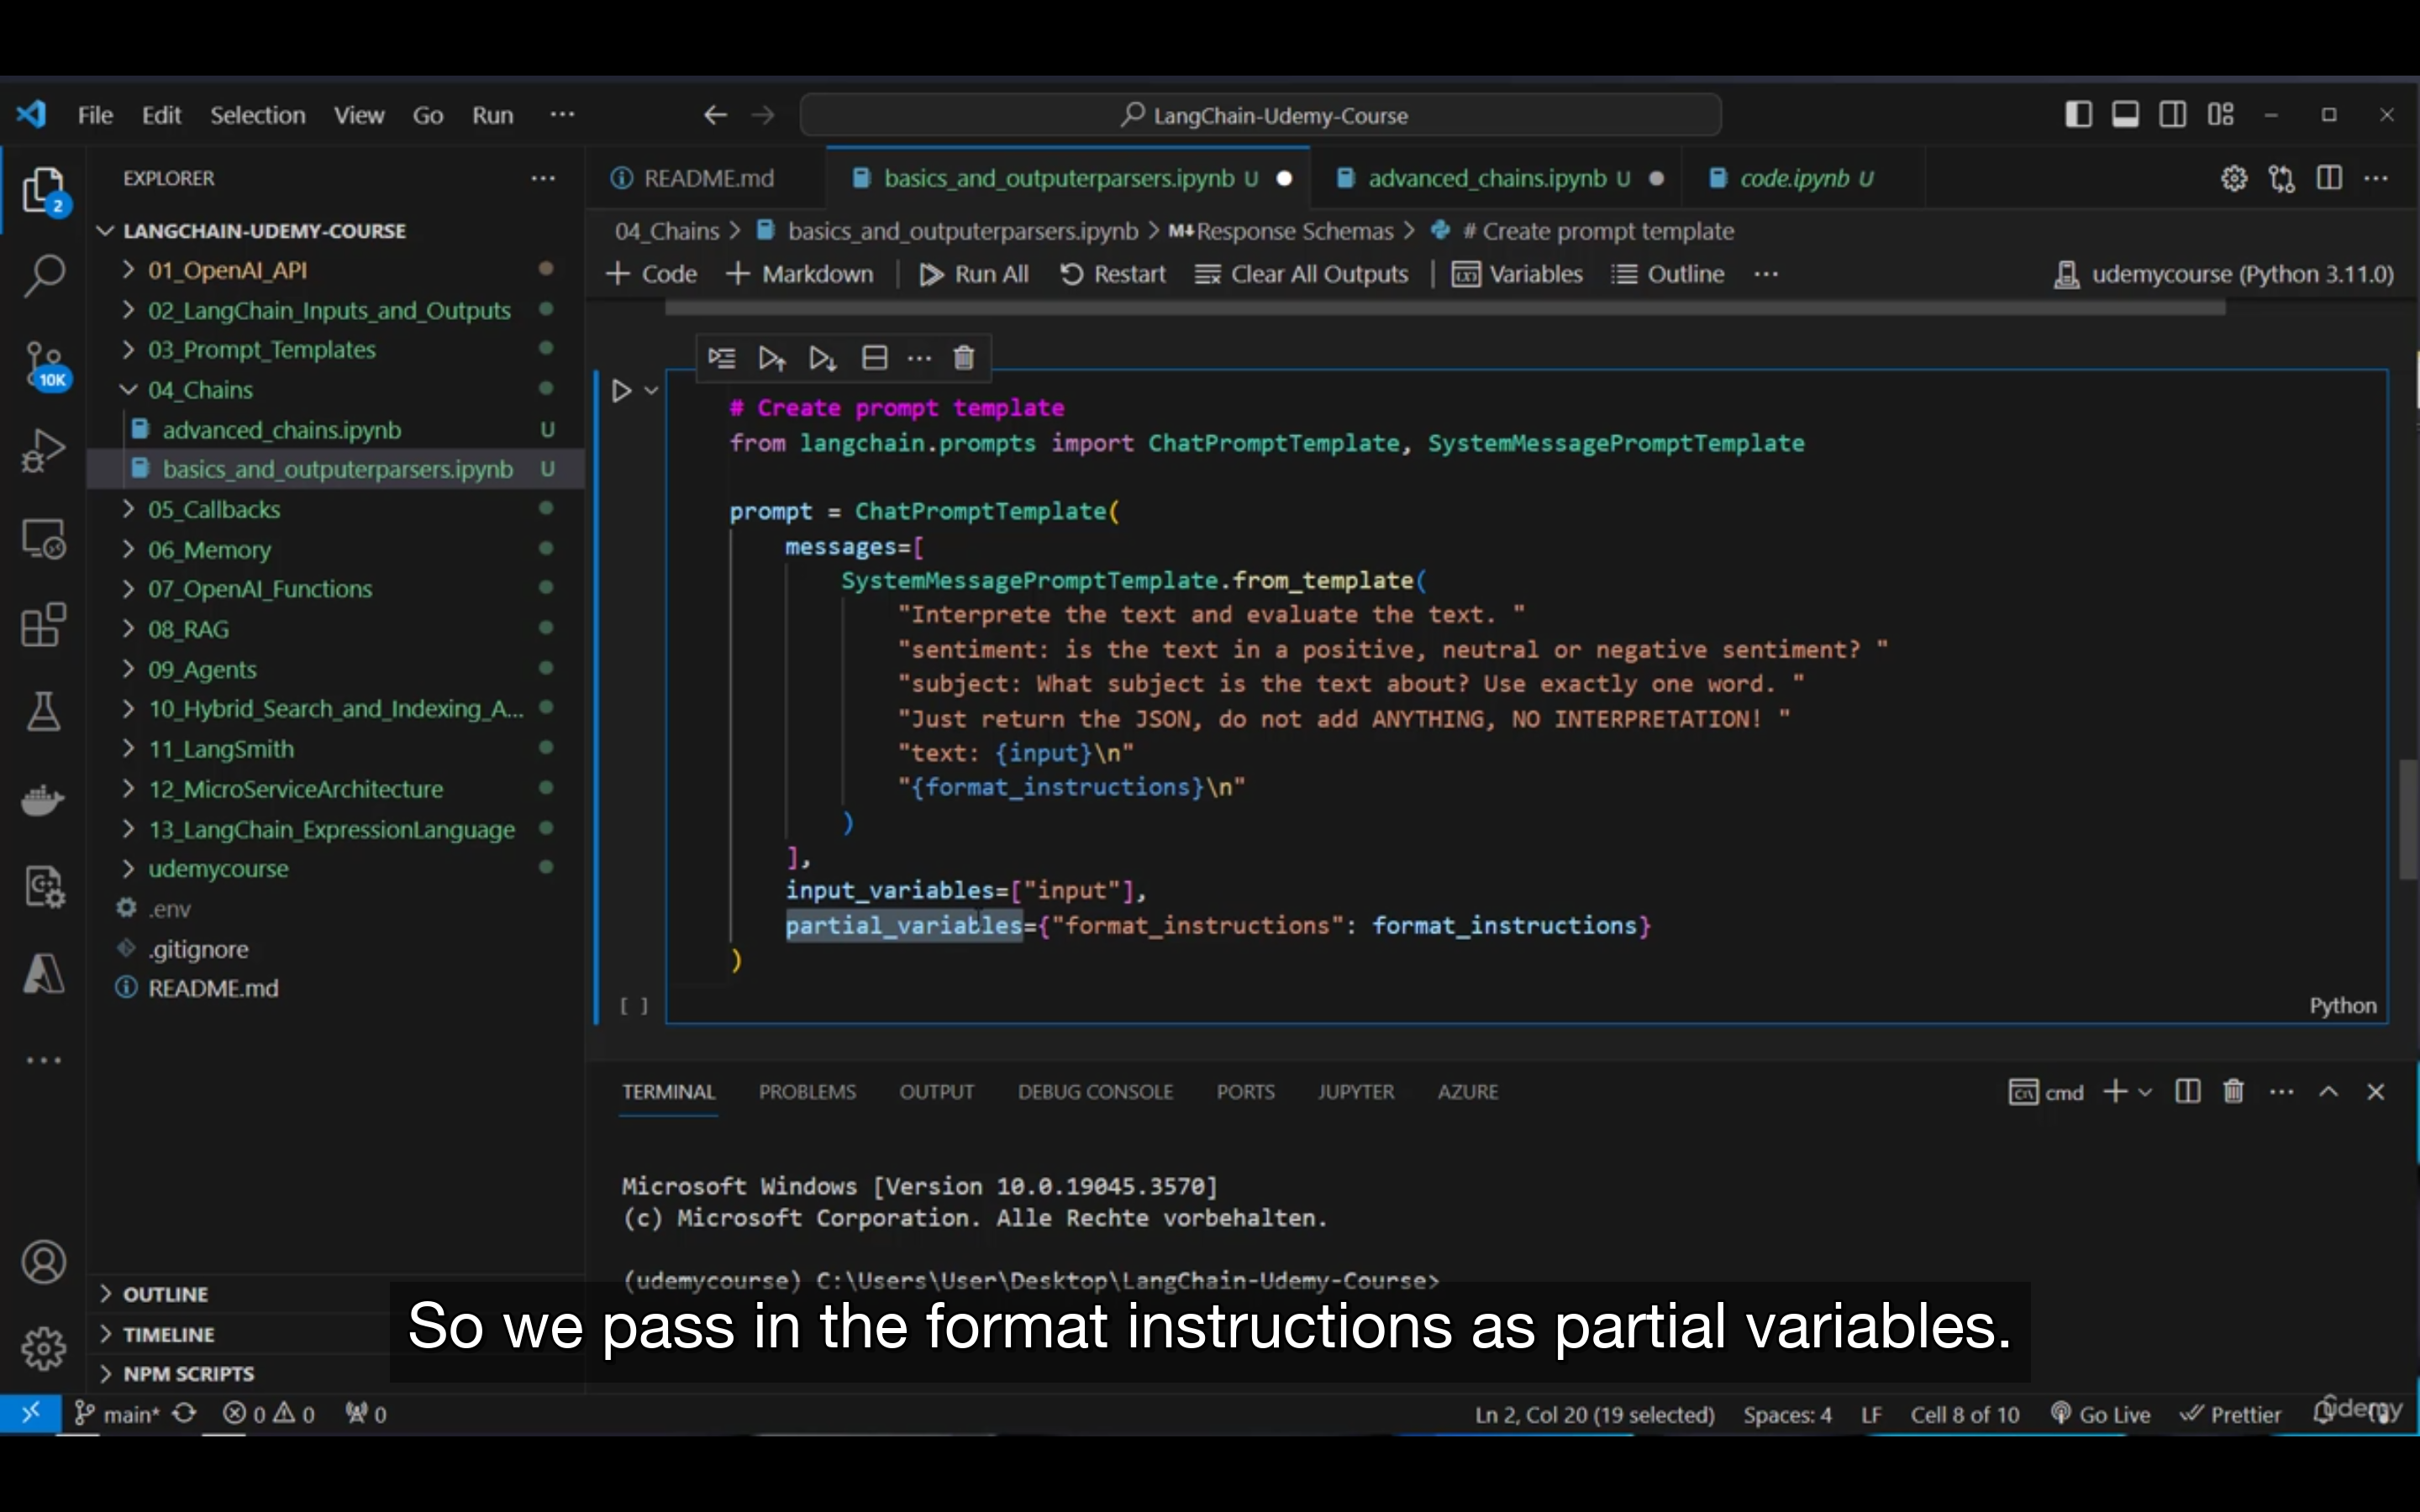 File Edit Selection View Go Run ···
LangChain-Udemy-Course
EXPLORER
README.md
basics_and_outputerparsers.ipynb U
advanced_chains.ipynb U
code.ipynb U
2
LANGCHAIN-UDEMY-COURSE
04_Chains > basics_and_outputerparsers.ipynb > M↓Response Schemas > # Create prompt template
01_OpenAI_API
+ Code + Markdown Run All Restart Clear All Outputs Variables Outline ··· udemycourse (Python 3.11.0)
02_LangChain_Inputs_and_Outputs
03_Prompt_Templates
10K
04_Chains
advanced_chains.ipynb U
basics_and_outputerparsers.ipynb U
05_Callbacks
06_Memory
07_OpenAI_Functions
08_RAG
09_Agents
10_Hybrid_Search_and_Indexing_A...
11_LangSmith
12_MicroServiceArchitecture
13_LangChain_ExpressionLanguage
udemycourse
.env
.gitignore
README.md
# Create prompt template
from langchain.prompts import ChatPromptTemplate, SystemMessagePromptTemplate
prompt = ChatPromptTemplate(
messages=[
SystemMessagePromptTemplate.from_template(
"Interprete the text and evaluate the text. "
"sentiment: is the text in a positive, neutral or negative sentiment? "
"subject: What subject is the text about? Use exactly one word. "
"Just return the JSON, do not add ANYTHING, NO INTERPRETATION! "
"text: {input}\n"
"{format_instructions}\n"
)
],
input_variables=["input"],
partial_variables={"format_instructions": format_instructions}
)
[ ]
Python
TERMINAL PROBLEMS OUTPUT DEBUG CONSOLE PORTS JUPYTER AZURE
cmd
Microsoft Windows [Version 10.0.19045.3570]
(c) Microsoft Corporation. Alle Rechte vorbehalten.
(udemycourse) C:\Users\User\Desktop\LangChain-Udemy-Course>
OUTLINE
TIMELINE
NPM SCRIPTS
So we pass in the format instructions as partial variables.
main* 0 0 0
Ln 2, Col 20 (19 selected) Spaces: 4 LF Cell 8 of 10 Go Live Prettier
udemy